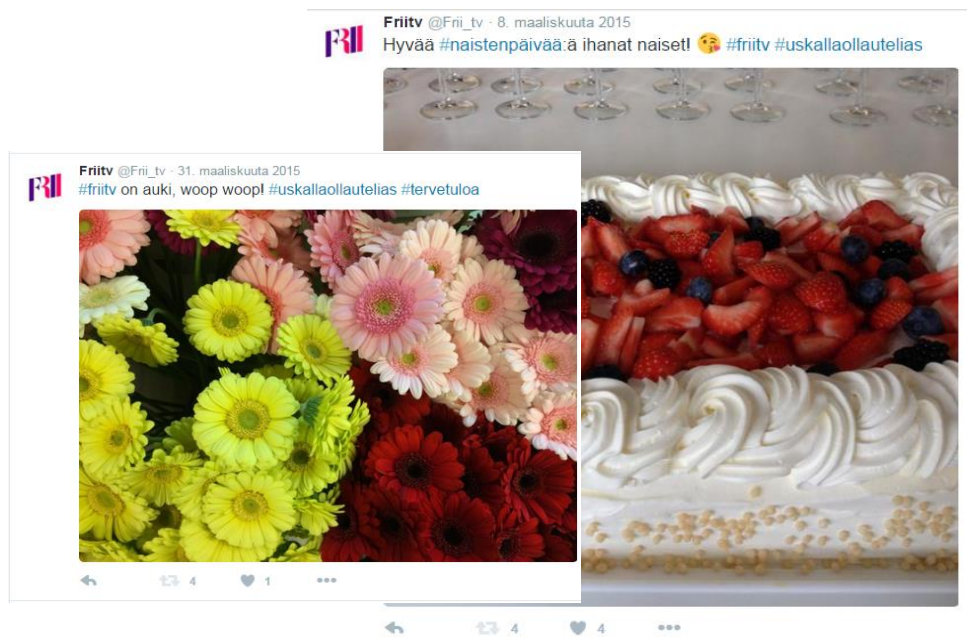 Friitv @Frii_tv · 8. maaliskuuta 2015
Hyvää #naistenpäivää:ä ihanat naiset! 😘 #friitv #uskallaollautelias
FRII
Friitv @Frii_tv · 31. maaliskuuta 2015
#friitv on auki, woop woop! #uskallaollautelias #tervetuloa
FRII
4 1
4 4